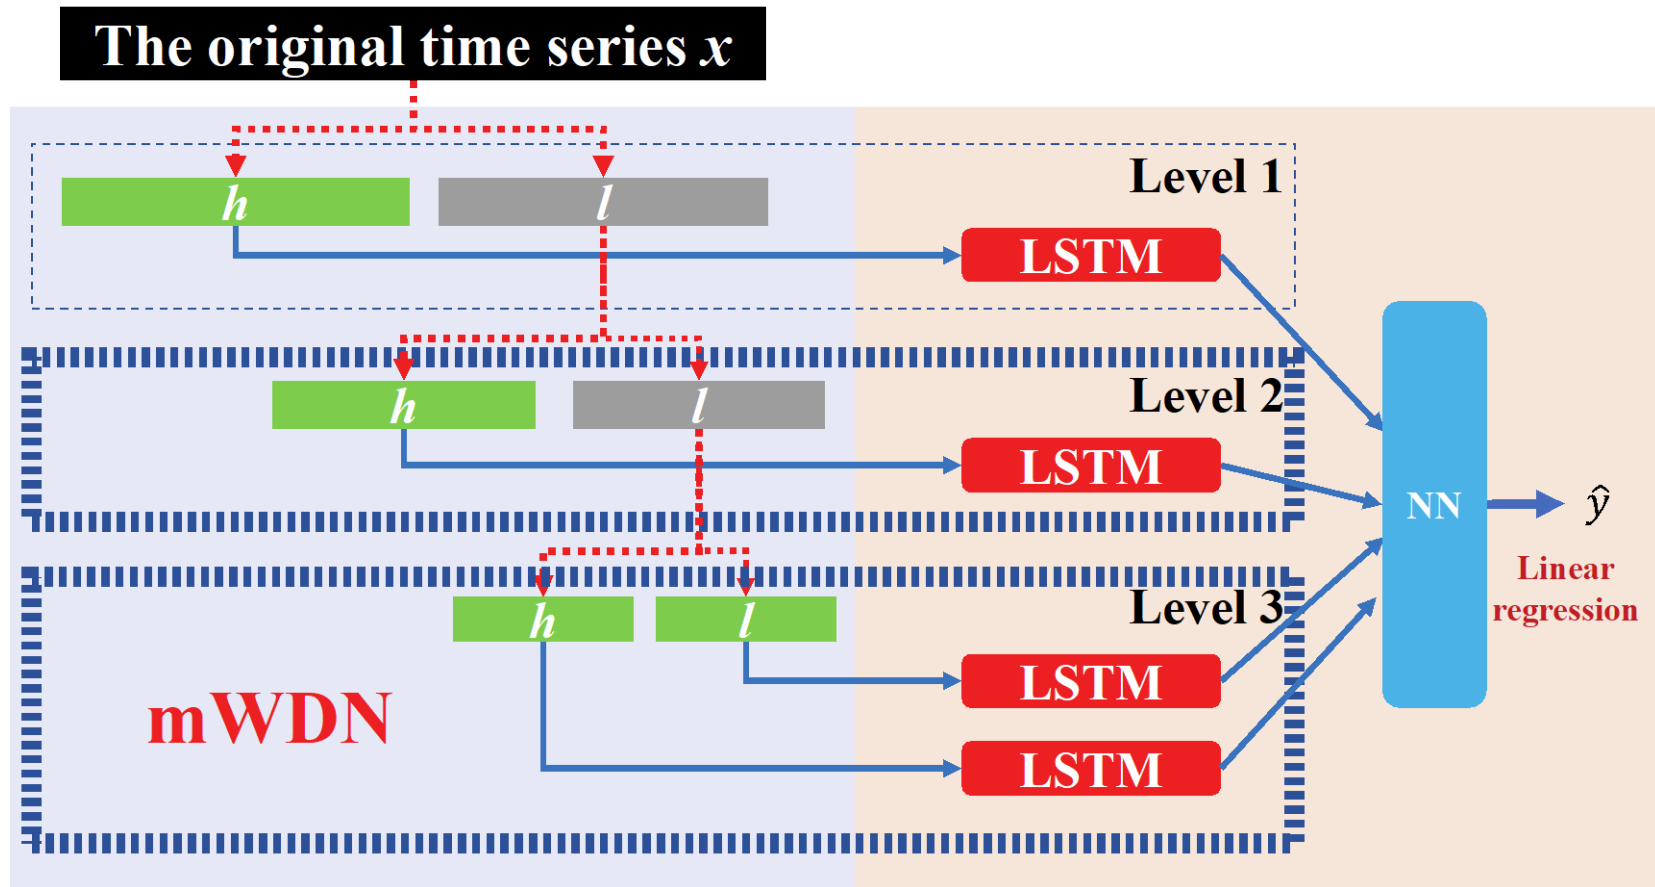 The original time series x
Level 1
h
l
LSTM
Level 2
h
l
LSTM
NN
ŷ
Linear
regression
Level 3
h
l
LSTM
mWDN
LSTM